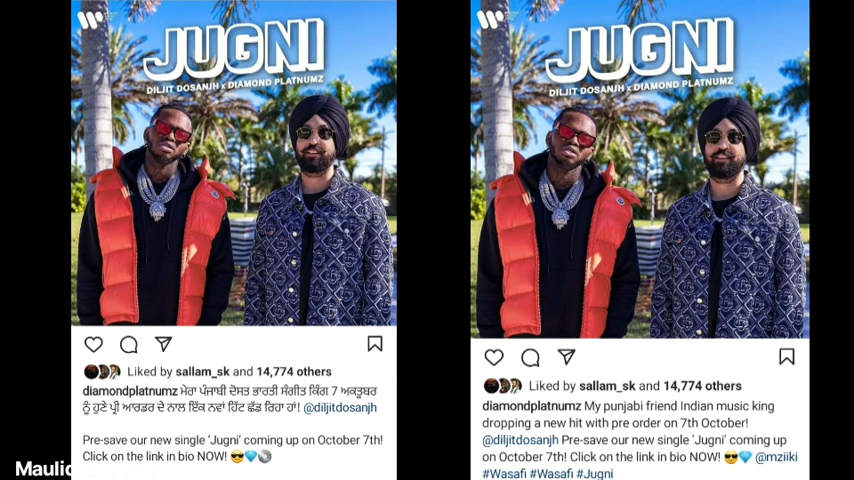 JUGNI
DILJIT DOSANJH x DIAMOND PLATNUMZ
Liked by sallam_sk and 14,774 others
diamondplatnumz ਮੇਰਾ ਪੰਜਾਬੀ ਦੋਸਤ ਭਾਰਤੀ ਸੰਗੀਤ ਕਿੰਗ 7 ਅਕਤੂਬਰ
ਨੂੰ ਹੁਣੇ ਪ੍ਰੀ ਆਰਡਰ ਦੇ ਨਾਲ ਇੱਕ ਨਵਾਂ ਹਿੱਟ ਛੱਡ ਰਿਹਾ ਹਾਂ! @diljitdosanjh
Pre-save our new single 'Jugni' coming up on October 7th!
Click on the link in bio NOW! 😎💎💿
JUGNI
DILJIT DOSANJH x DIAMOND PLATNUMZ
Liked by sallam_sk and 14,774 others
diamondplatnumz My punjabi friend Indian music king
dropping a new hit with pre order on 7th October!
@diljitdosanjh Pre-save our new single 'Jugni' coming up
on October 7th! Click on the link in bio NOW! 😎💎 @mziiki
#Wasafi #Wasafi #Jugni